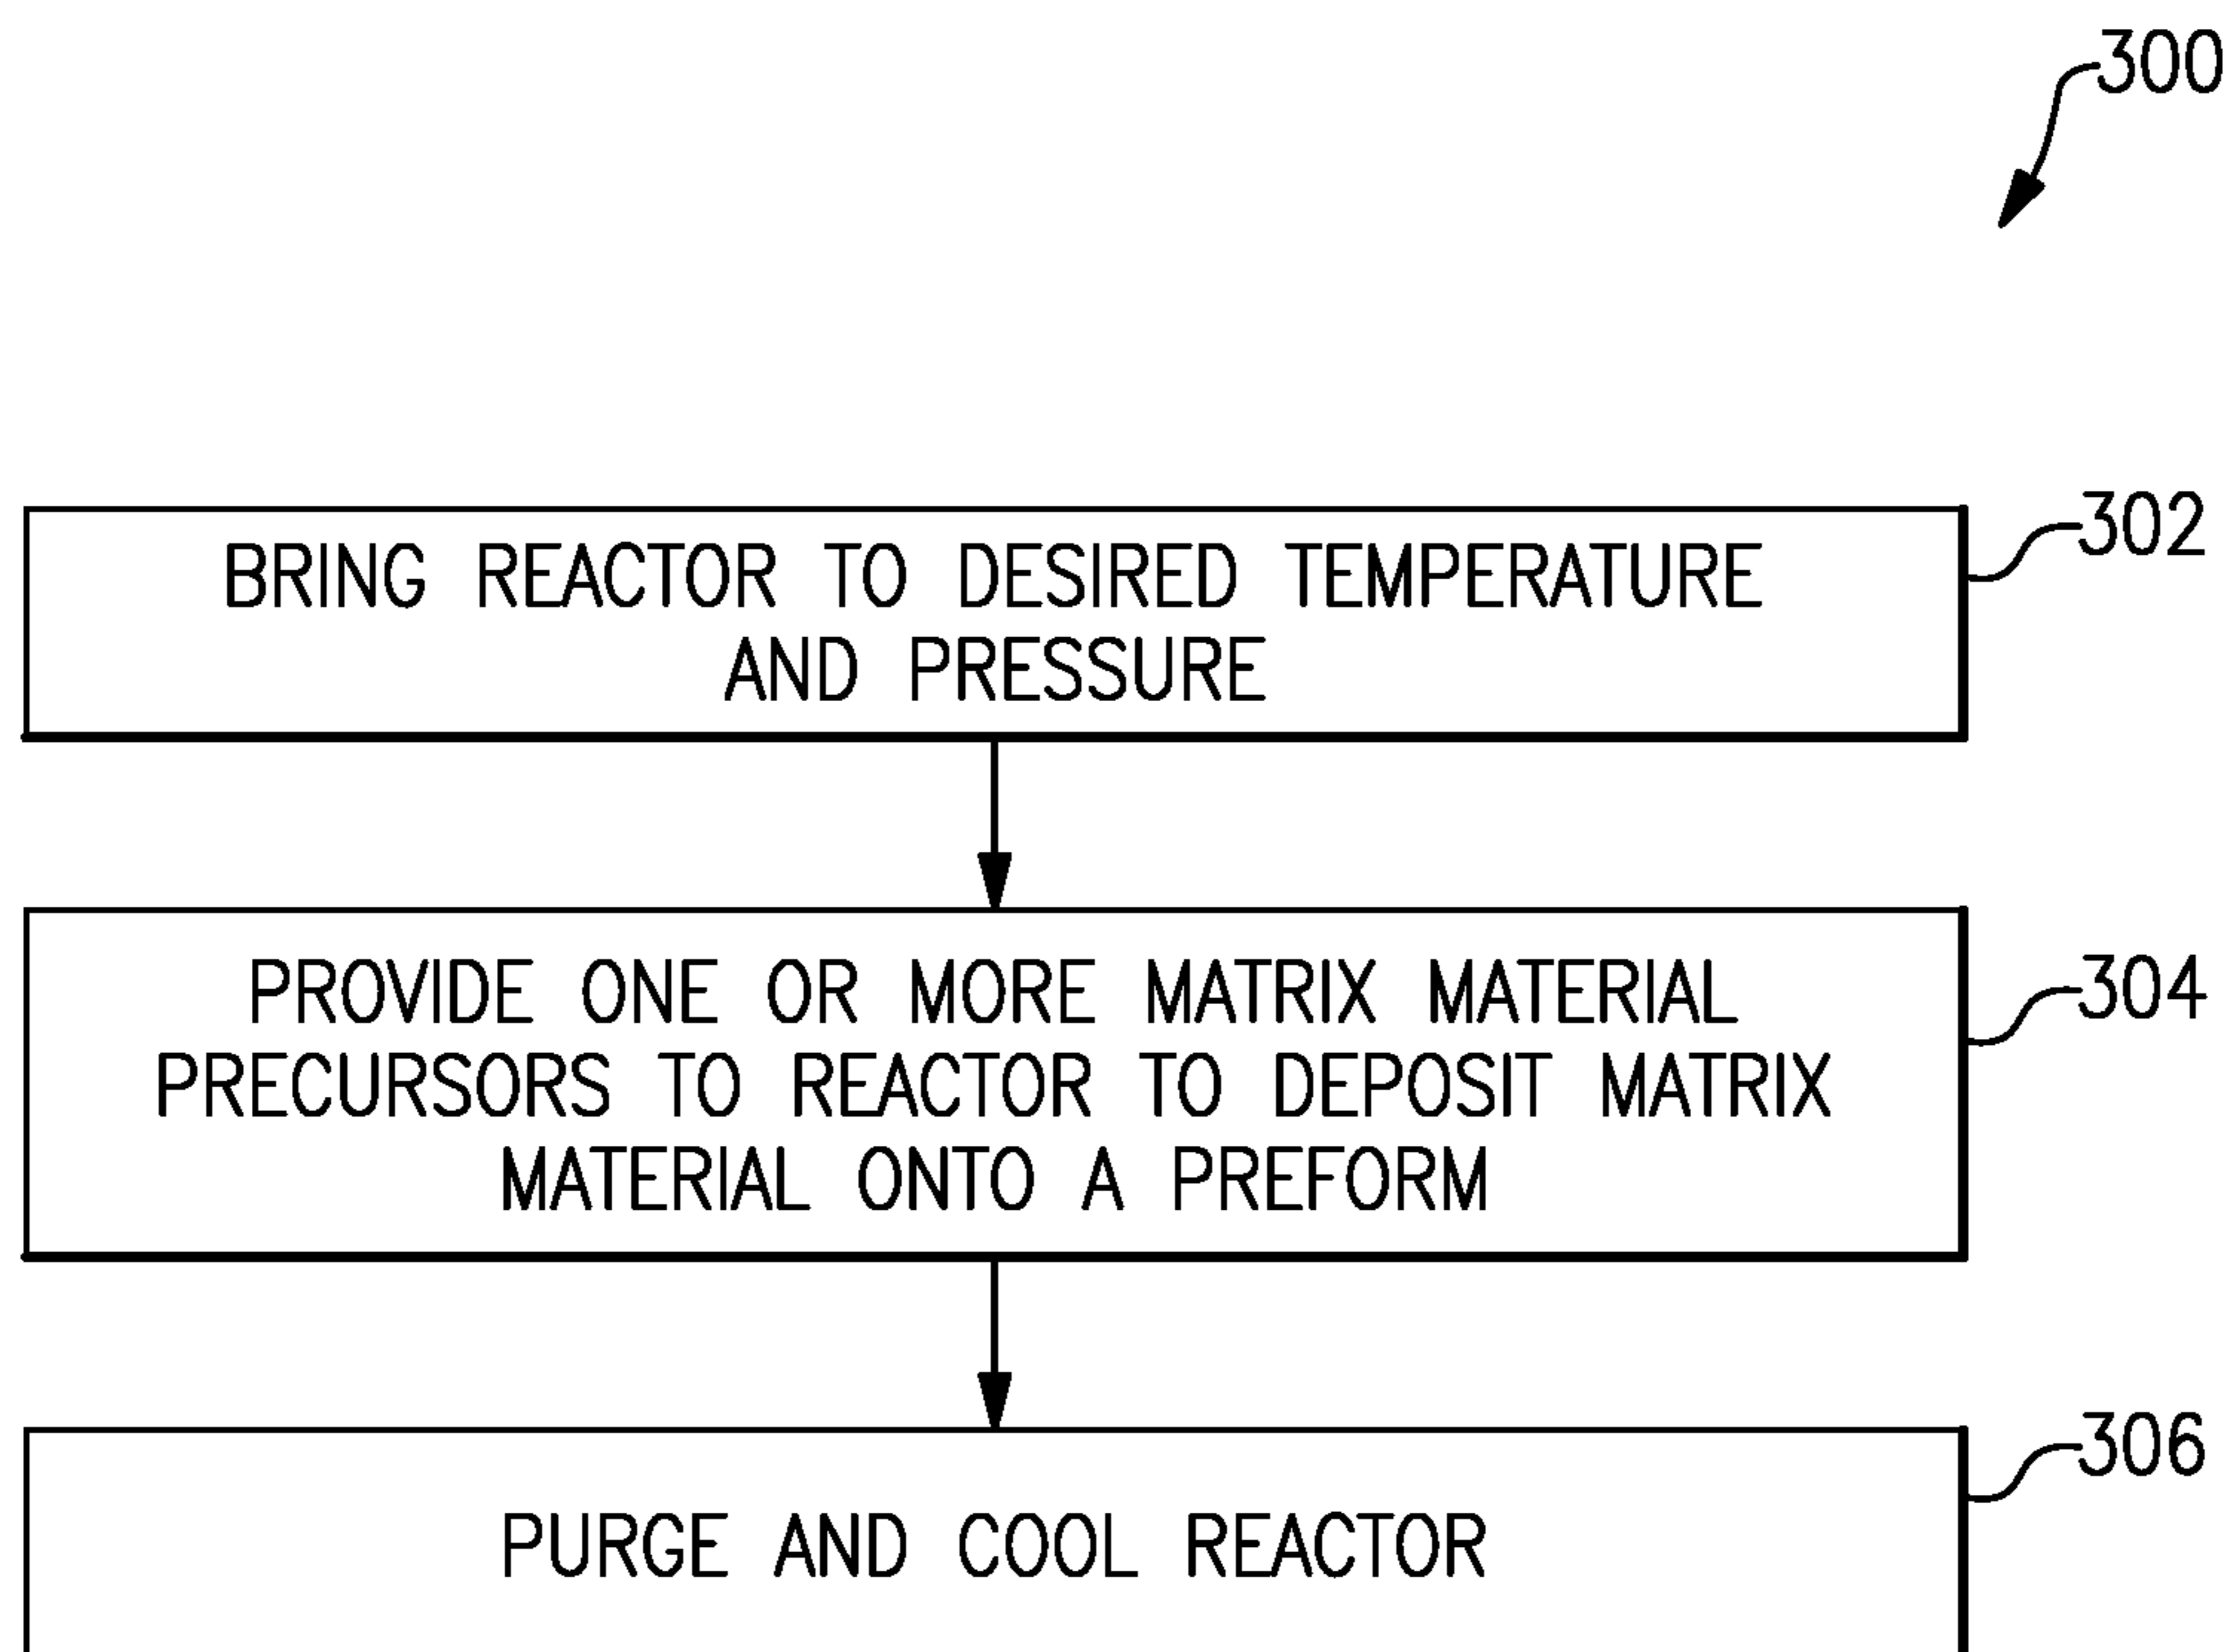 300
302
BRING REACTOR TO DESIRED TEMPERATURE
AND PRESSURE
304
PROVIDE ONE OR MORE MATRIX MATERIAL
PRECURSORS TO REACTOR TO DEPOSIT MATRIX
MATERIAL ONTO A PREFORM
306
PURGE AND COOL REACTOR